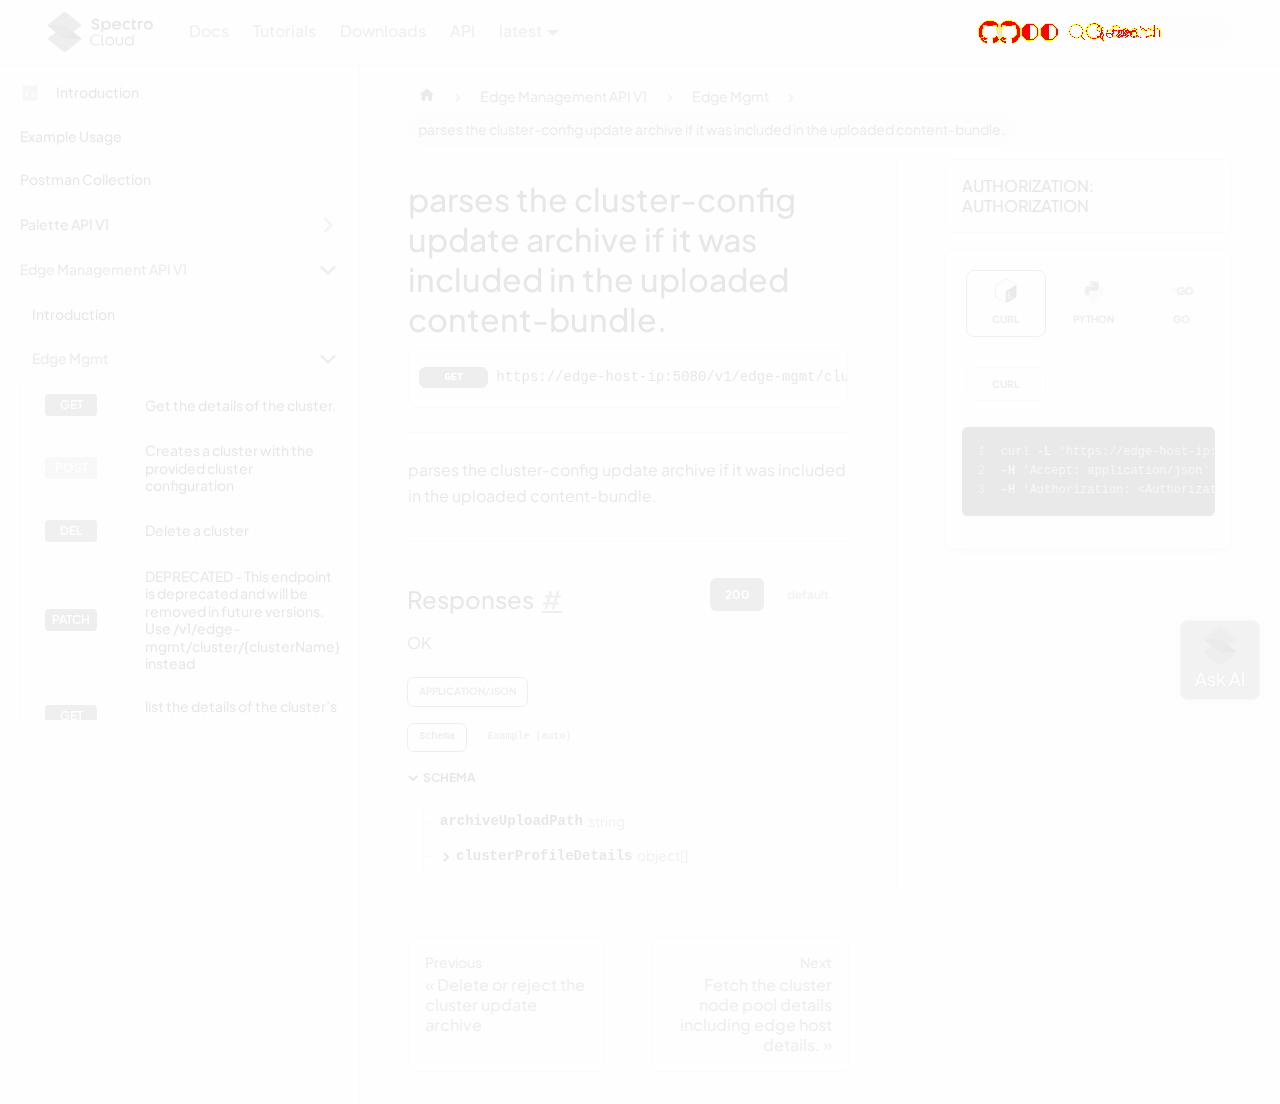 Spectro
Cloud
Docs
Tutorials
Downloads
API
latest
Search
Introduction
Example Usage
Postman Collection
Palette API V1
Edge Management API V1
Introduction
Edge Mgmt
GET
Get the details of the cluster.
POST
Creates a cluster with the
provided cluster
configuration
DEL
Delete a cluster
PATCH
DEPRECATED - This endpoint
is deprecated and will be
removed in future versions.
Use /v1/edge-
mgmt/cluster/{clusterName}
instead
GET
list the details of the cluster's
Edge Management API V1
Edge Mgmt
parses the cluster-config update archive if it was included in the uploaded content-bundle.
parses the cluster-config
update archive if it was
included in the uploaded
content-bundle.
GET
https://edge-host-ip:5080/v1/edge-mgmt/clu
parses the cluster-config update archive if it was included
in the uploaded content-bundle.
Responses #
200
default
OK
APPLICATION/JSON
Schema
Example (auto)
SCHEMA
archiveUploadPath string
clusterProfileDetails object[]
Previous
« Delete or reject the
cluster update
archive
Next
Fetch the cluster
node pool details
including edge host
details. »
AUTHORIZATION:
AUTHORIZATION
CURL
PYTHON
GO
GO
CURL
1 curl -L 'https://edge-host-ip:
2 -H 'Accept: application/json'
3 -H 'Authorization: <Authorizat
Ask AI